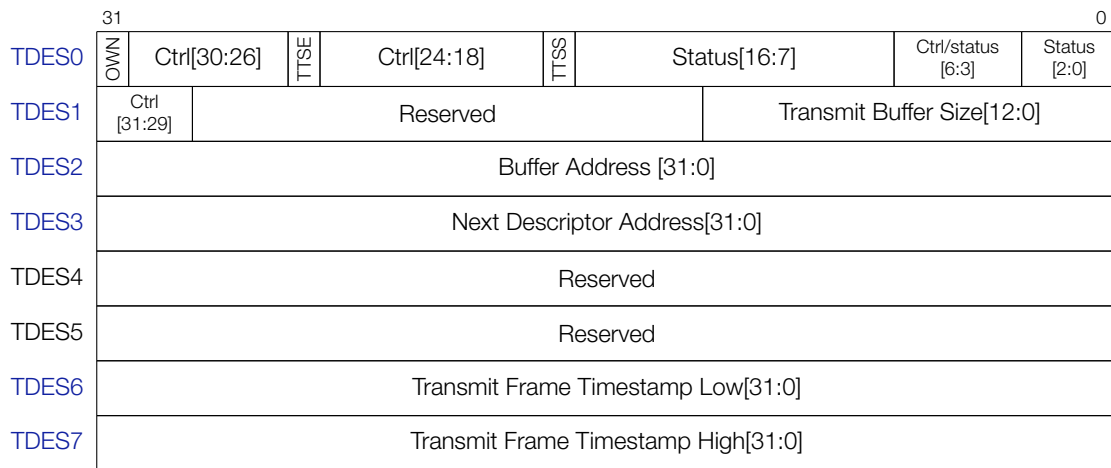 31 0
TDES0 OWN Ctrl[30:26] TTSE Ctrl[24:18] TTSS Status[16:7] Ctrl/status [6:3] Status [2:0]
TDES1 Ctrl [31:29] Reserved Transmit Buffer Size[12:0]
TDES2 Buffer Address [31:0]
TDES3 Next Descriptor Address[31:0]
TDES4 Reserved
TDES5 Reserved
TDES6 Transmit Frame Timestamp Low[31:0]
TDES7 Transmit Frame Timestamp High[31:0]